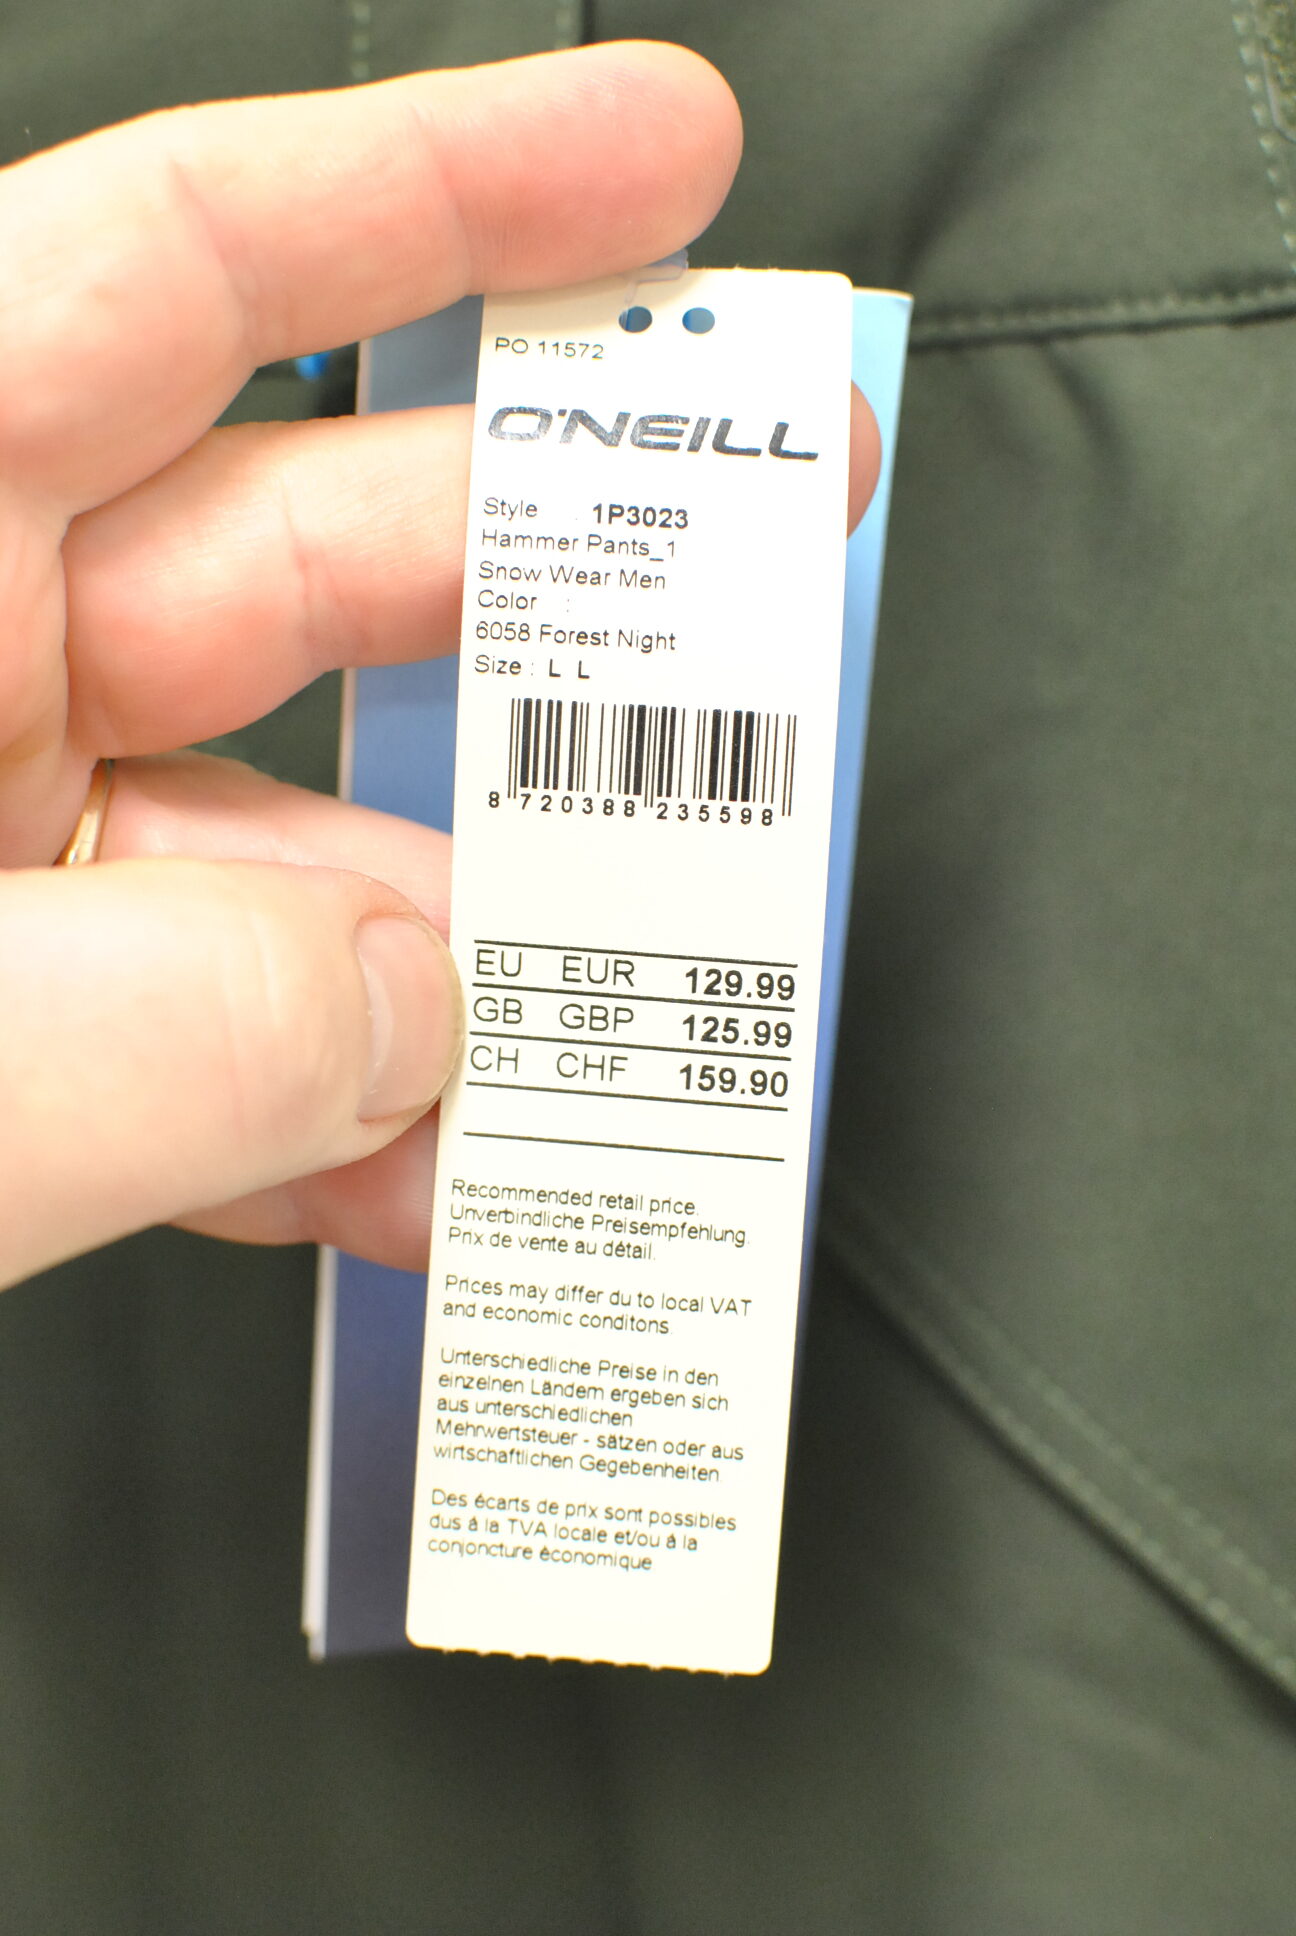 PO 11572
O'NEILL
Style : 1P3023
Hammer Pants_1
Snow Wear Men
Color :
6058 Forest Night
Size : L L
8 720388 235598
EU EUR 129.99
GB GBP 125.99
CH CHF 159.90
Recommended retail price.
Unverbindliche Preisempfehlung.
Prix de vente au détail.
Prices may differ du to local VAT
and economic conditons.
Unterschiedliche Preise in den
einzelnen Ländern ergeben sich
aus unterschiedlichen
Mehrwertsteuer - sätzen oder aus
wirtschaftlichen Gegebenheiten.
Des écarts de prix sont possibles
dus à la TVA locale et/ou à la
conjoncture économique